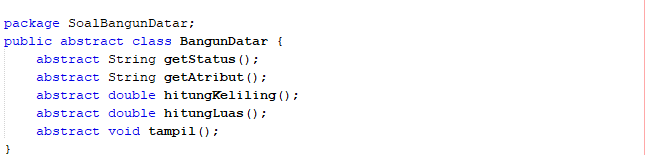 package SoalBangunDatar;
public abstract class BangunDatar {
    abstract String getStatus();
    abstract String getAtribut();
    abstract double hitungKeliling();
    abstract double hitungLuas();
    abstract void tampil();
}